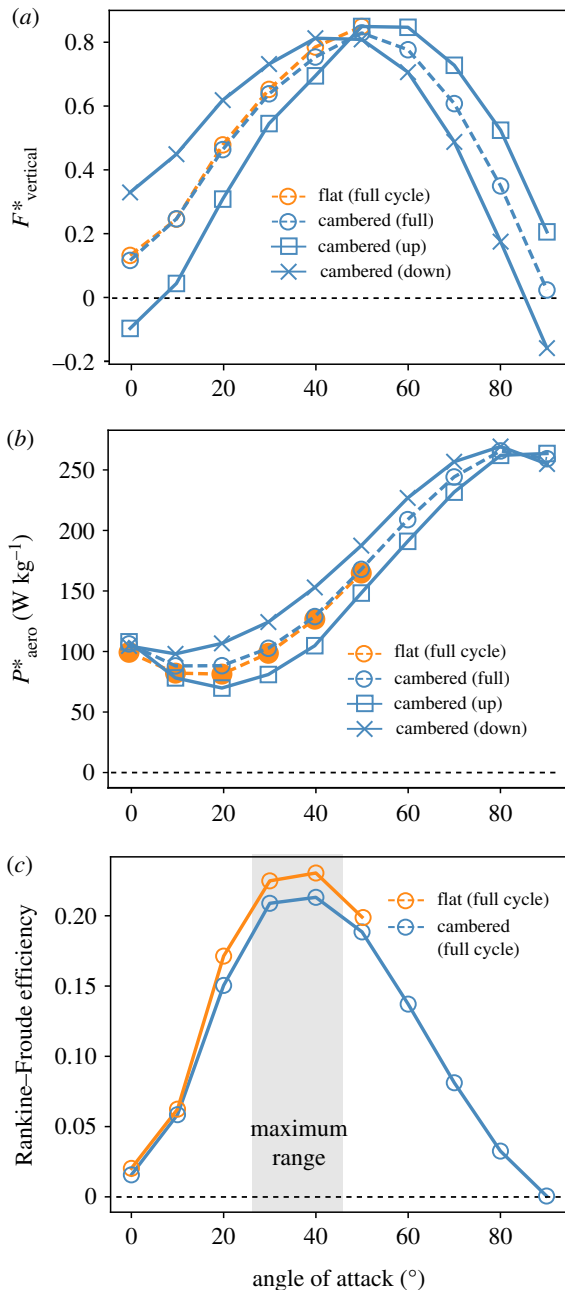 (a)
0.8
0.6
0.4
0.2
0
−0.2
F*vertical
flat (full cycle)
cambered (full)
cambered (up)
cambered (down)
0 20 40 60 80
(b)
250
200
150
100
50
0
P*aero (W kg−1)
flat (full cycle)
cambered (full)
cambered (up)
cambered (down)
0 20 40 60 80
(c)
0.20
0.15
0.10
0.05
0
Rankine–Froude efficiency
flat (full cycle)
cambered
(full cycle)
maximum
range
0 20 40 60 80
angle of attack (°)